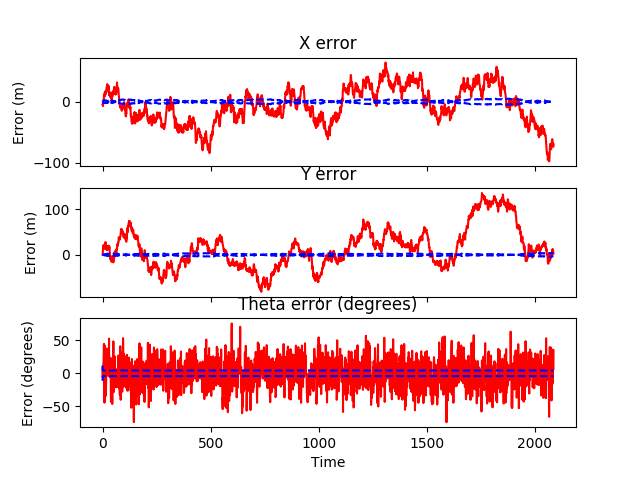 X error
Error (m)
0
−100
Y error
Error (m)
100
0
Theta error (degrees)
Error (degrees)
50
0
−50
0
500
1000
1500
2000
Time